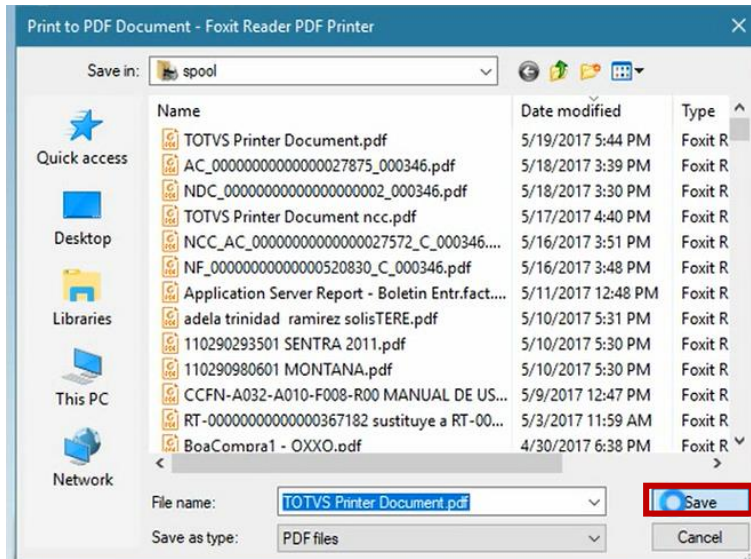 Print to PDF Document - Foxit Reader PDF Printer
Save in: spool
Name Date modified Type
TOTVS Printer Document.pdf 5/19/2017 5:44 PM Foxit R
AC_00000000000000027875_000346.pdf 5/18/2017 3:39 PM Foxit R
NDC_00000000000000000002_000346.pdf 5/18/2017 3:30 PM Foxit R
TOTVS Printer Document ncc.pdf 5/17/2017 4:40 PM Foxit R
NCC_AC_00000000000000027572_C_000346.... 5/16/2017 3:51 PM Foxit R
NF_00000000000000520830_C_000346.pdf 5/16/2017 3:48 PM Foxit R
Application Server Report - Boletin Entr.fact.... 5/11/2017 12:48 PM Foxit R
adela trinidad ramirez solisTERE.pdf 5/10/2017 5:31 PM Foxit R
110290293501 SENTRA 2011.pdf 5/10/2017 5:30 PM Foxit R
110290980601 MONTANA.pdf 5/10/2017 5:30 PM Foxit R
CCFN-A032-A010-F008-R00 MANUAL DE US... 5/9/2017 12:47 PM Foxit R
RT-00000000000000367182 sustituye a RT-00... 5/3/2017 11:59 AM Foxit R
BoaCompra1 - OXXO.pdf 4/30/2017 6:38 PM Foxit R
Quick access
Desktop
Libraries
This PC
Network
File name: TOTVS Printer Document.pdf Save
Save as type: PDF files Cancel